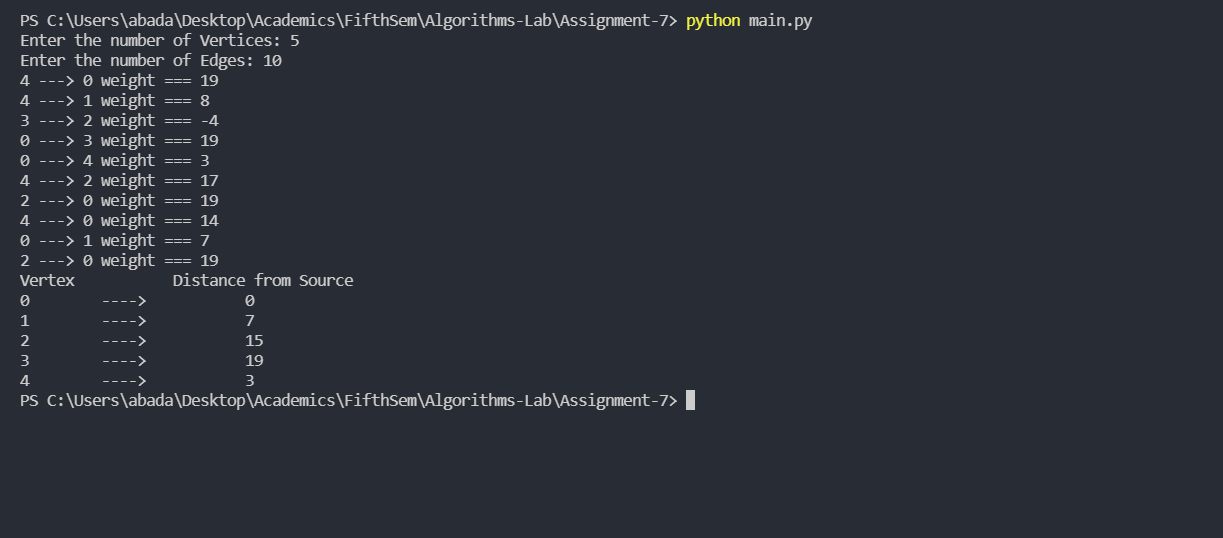 PS C:\Users\abada\Desktop\Academics\FifthSem\Algorithms-Lab\Assignment-7> python main.py
Enter the number of Vertices: 5
Enter the number of Edges: 10
4 ---> 0 weight === 19
4 ---> 1 weight === 8
3 ---> 2 weight === -4
0 ---> 3 weight === 19
0 ---> 4 weight === 3
4 ---> 2 weight === 17
2 ---> 0 weight === 19
4 ---> 0 weight === 14
0 ---> 1 weight === 7
2 ---> 0 weight === 19
Vertex           Distance from Source
0        ---->           0
1        ---->           7
2        ---->           15
3        ---->           19
4        ---->           3
PS C:\Users\abada\Desktop\Academics\FifthSem\Algorithms-Lab\Assignment-7>